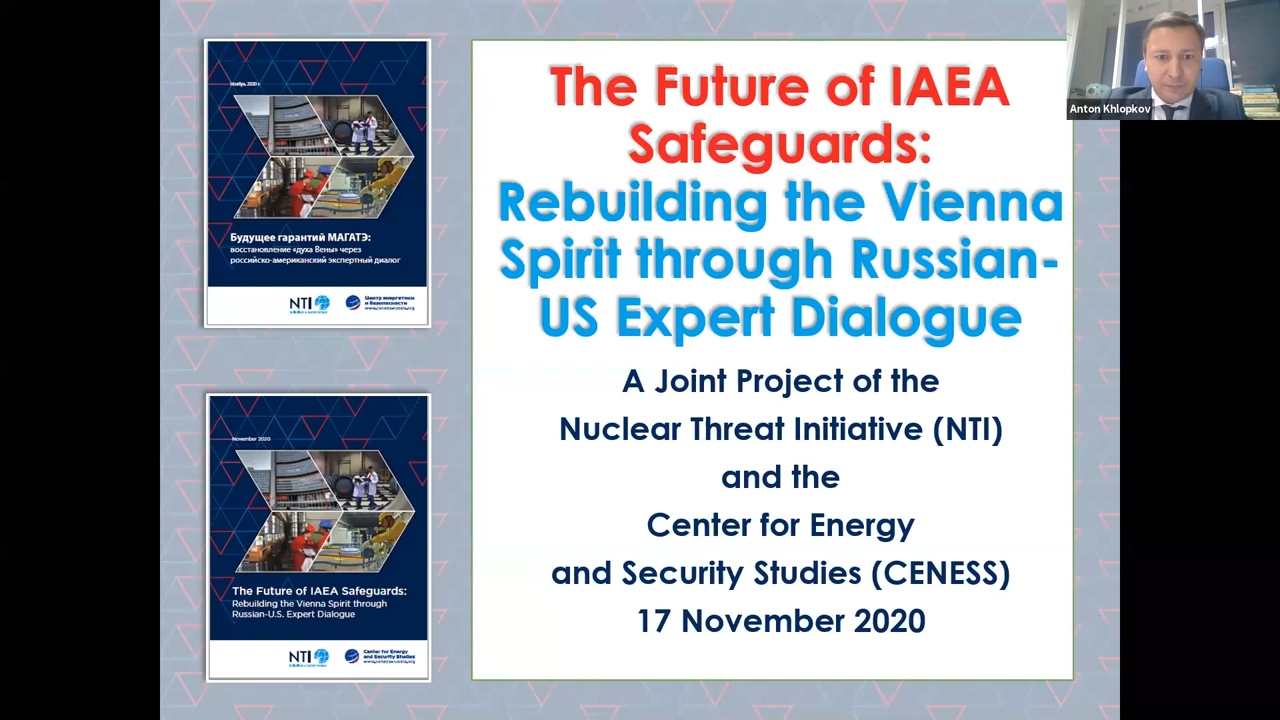 Ноябрь 2020 г.
Будущее гарантий МАГАТЭ:
восстановление «духа Вены» через
российско-американский экспертный диалог
NTI
Центр энергетики
и безопасности
November 2020
The Future of IAEA Safeguards:
Rebuilding the Vienna Spirit through
Russian-U.S. Expert Dialogue
NTI
Center for Energy
and Security Studies
The Future of IAEA
Safeguards:
Rebuilding the Vienna
Spirit through Russian-
US Expert Dialogue
A Joint Project of the
Nuclear Threat Initiative (NTI)
and the
Center for Energy
and Security Studies (CENESS)
17 November 2020
Anton Khlopkov